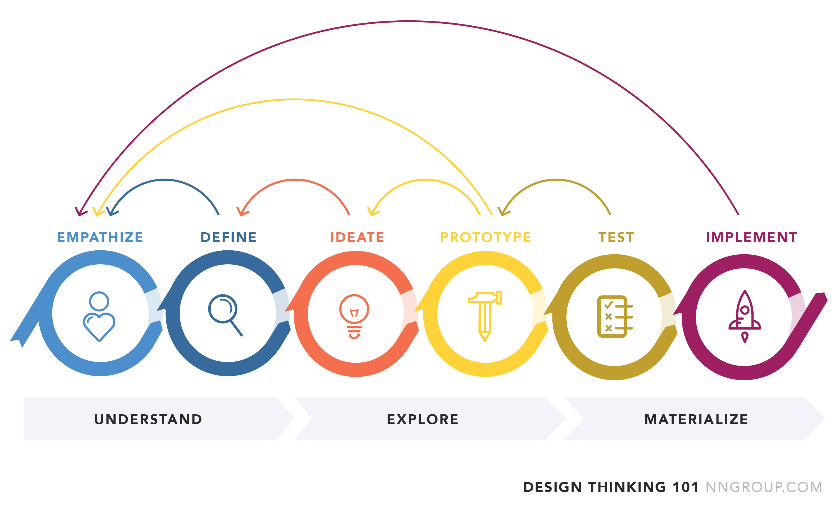 EMPATHIZE DEFINE IDEATE PROTOTYPE TEST IMPLEMENT
UNDERSTAND EXPLORE MATERIALIZE
DESIGN THINKING 101 NNGROUP.COM